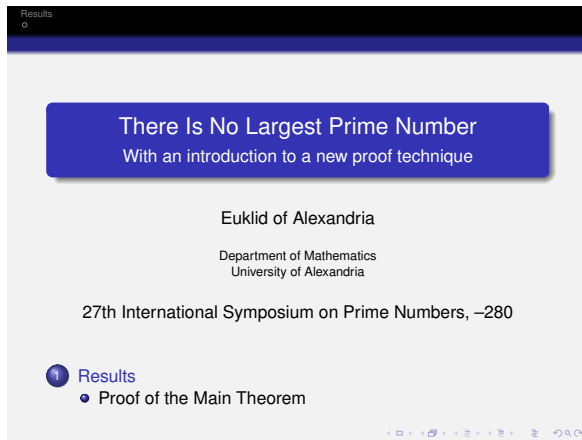 Results
There Is No Largest Prime Number
With an introduction to a new proof technique
Euklid of Alexandria
Department of Mathematics
University of Alexandria
27th International Symposium on Prime Numbers, –280
1 Results
Proof of the Main Theorem